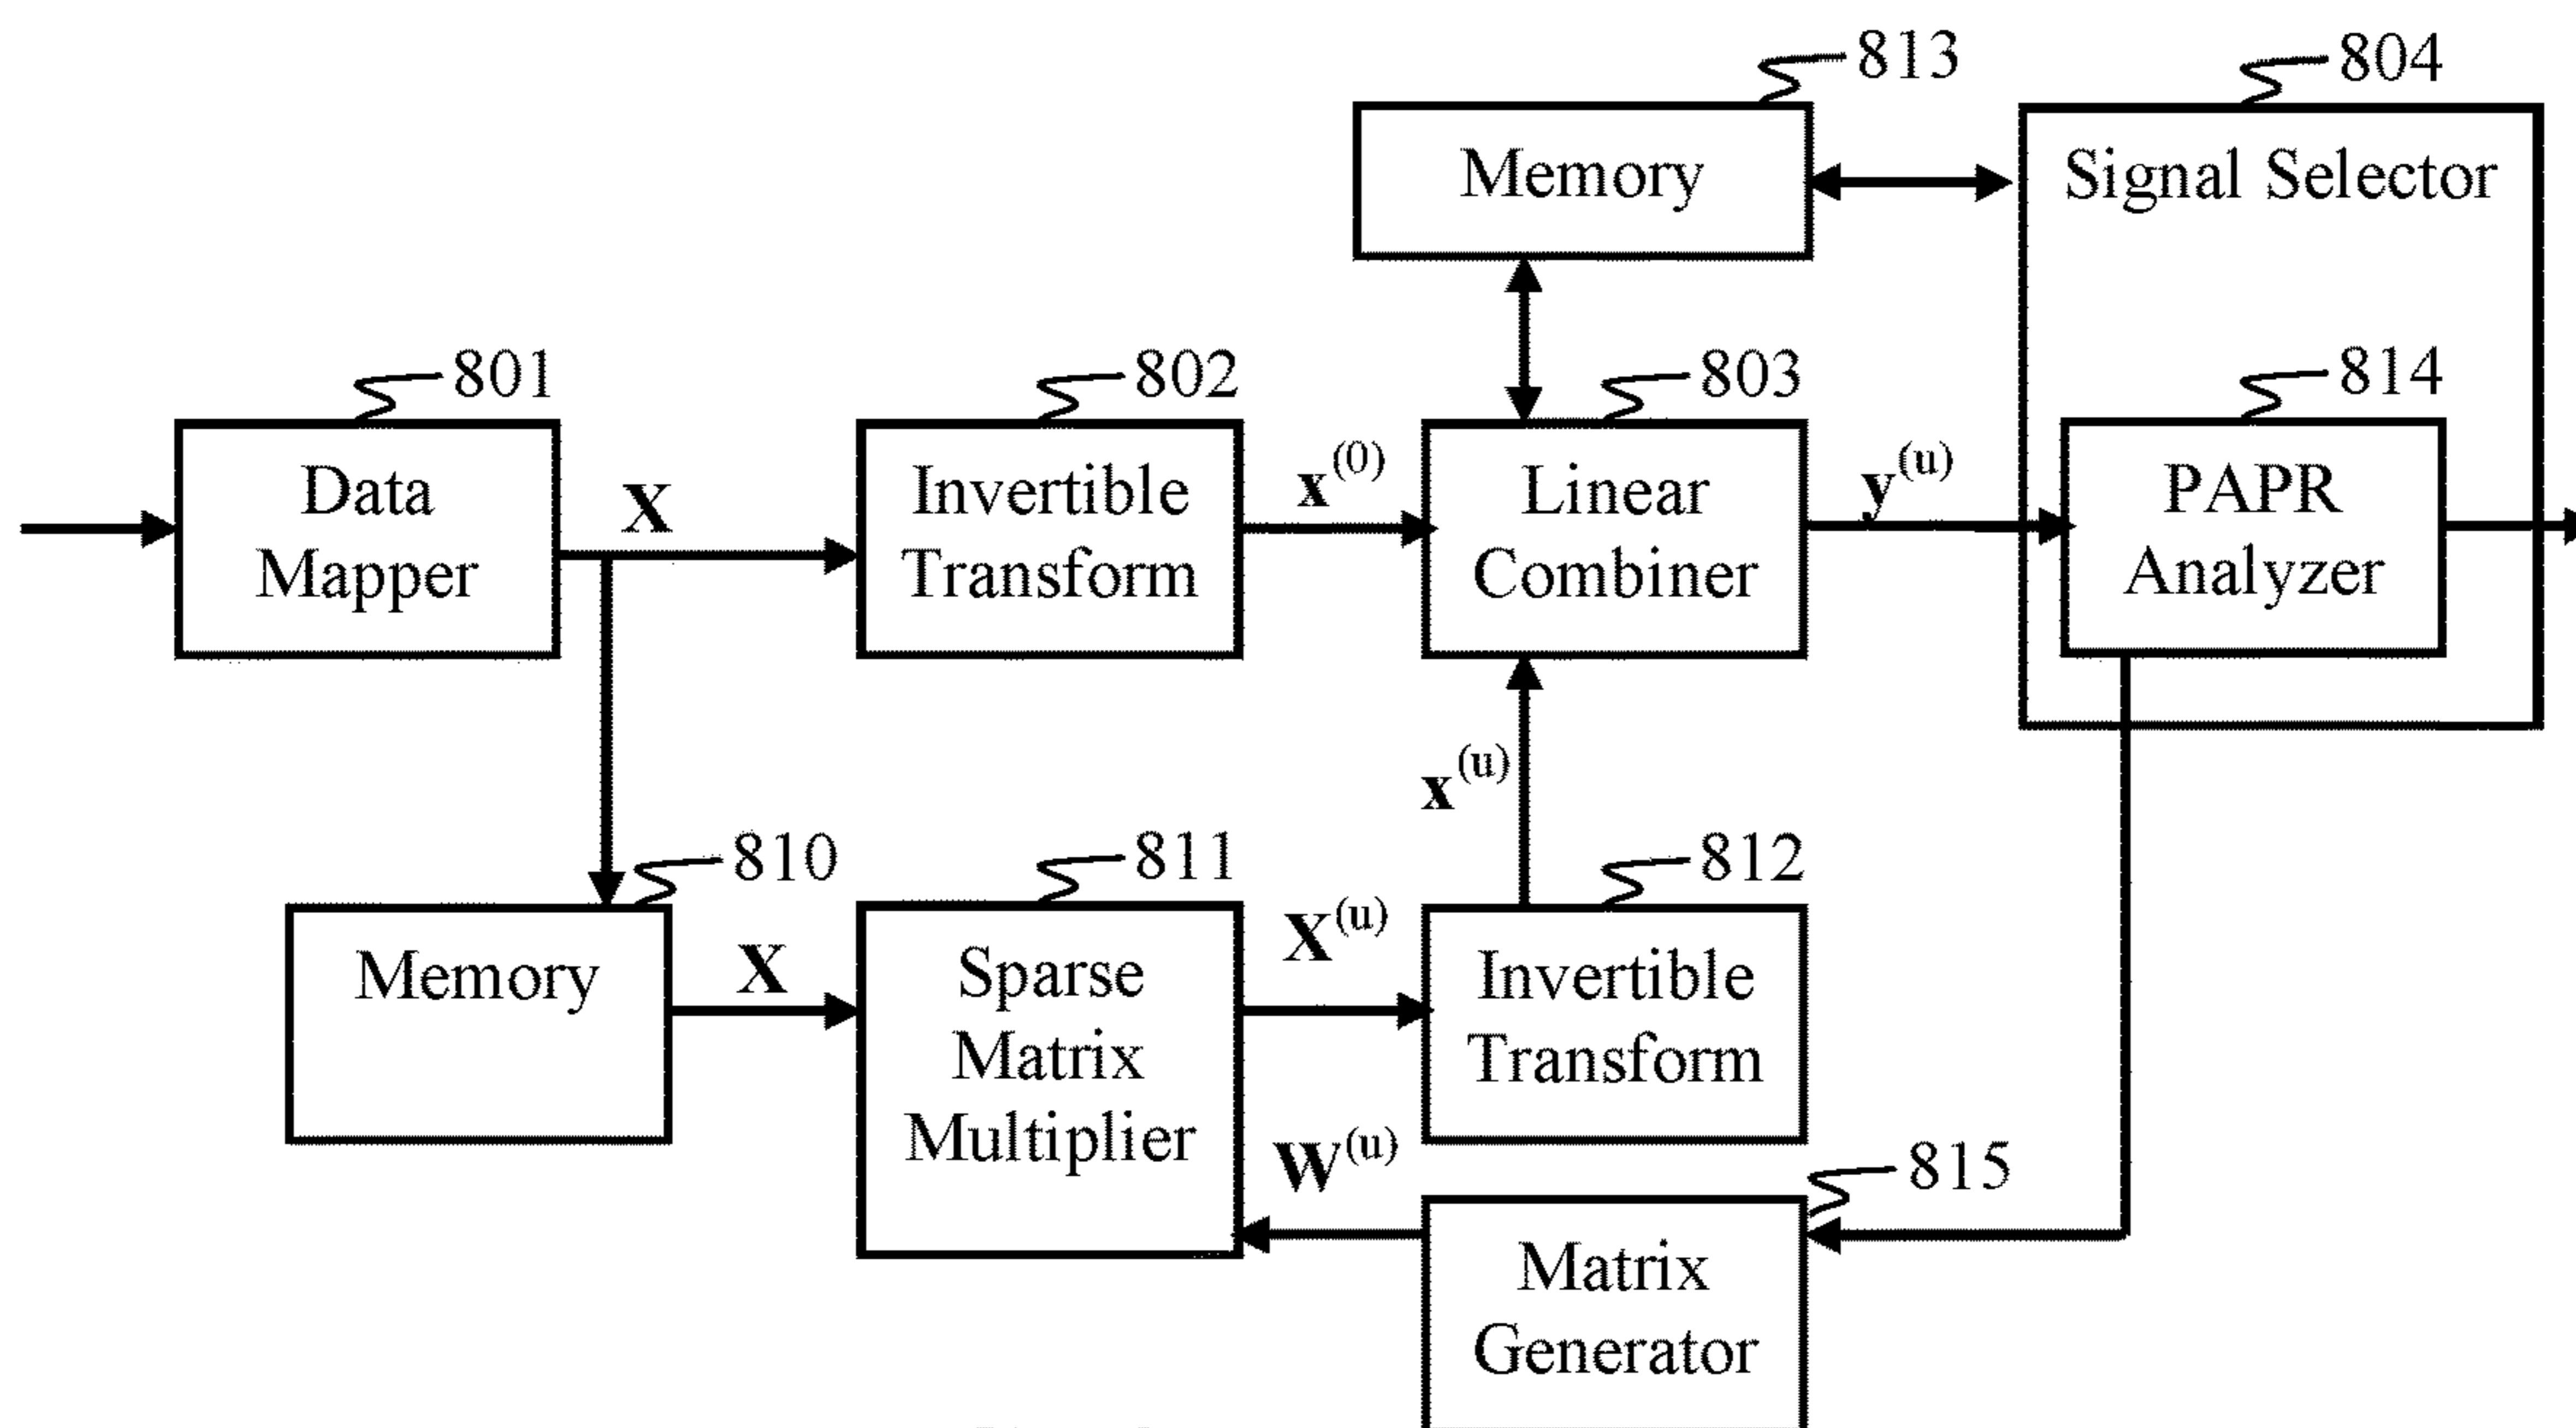 813
804
Memory
Signal Selector
801
802
803
814
Data
Mapper
X
Invertible
Transform
x(0)
Linear
Combiner
y(u)
PAPR
Analyzer
x(u)
810
811
812
Memory
X
Sparse
Matrix
Multiplier
X(u)
Invertible
Transform
W(u)
815
Matrix
Generator